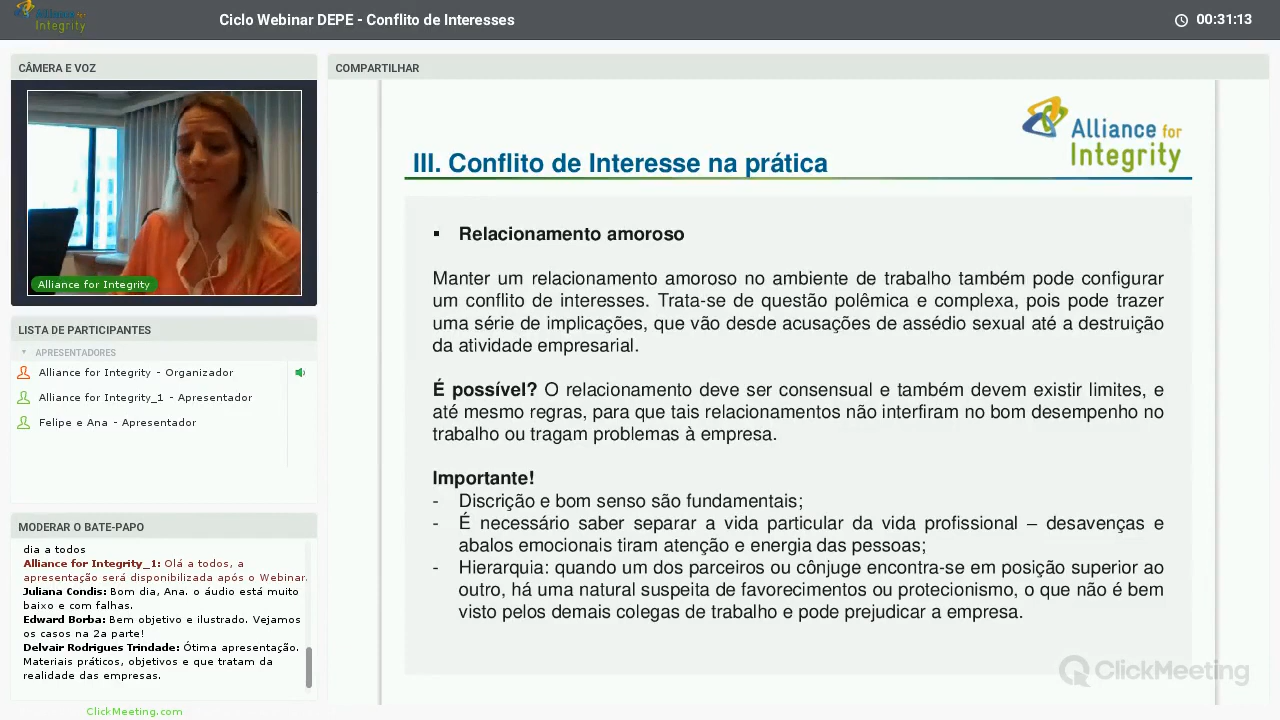 Alliance for
Integrity
Ciclo Webinar DEPE - Conflito de Interesses
00:31:13
CÂMERA E VOZ
Alliance for Integrity
LISTA DE PARTICIPANTES
APRESENTADORES
Alliance for Integrity - Organizador
Alliance for Integrity_1 - Apresentador
Felipe e Ana - Apresentador
MODERAR O BATE-PAPO
dia a todos
Alliance for Integrity_1: Olá a todos, a
apresentação será disponibilizada após o Webinar.
Juliana Condis: Bom dia, Ana. o áudio está muito
baixo e com falhas.
Edward Borba: Bem objetivo e ilustrado. Vejamos
os casos na 2a parte!
Delvair Rodrigues Trindade: Ótima apresentação.
Materiais práticos, objetivos e que tratam da
realidade das empresas.
ClickMeeting.com
COMPARTILHAR
Alliance for
Integrity
III. Conflito de Interesse na prática
▪ Relacionamento amoroso
Manter um relacionamento amoroso no ambiente de trabalho também pode configurar
um conflito de interesses. Trata-se de questão polêmica e complexa, pois pode trazer
uma série de implicações, que vão desde acusações de assédio sexual até a destruição
da atividade empresarial.
É possível? O relacionamento deve ser consensual e também devem existir limites, e
até mesmo regras, para que tais relacionamentos não interfiram no bom desempenho no
trabalho ou tragam problemas à empresa.
Importante!
- Discrição e bom senso são fundamentais;
- É necessário saber separar a vida particular da vida profissional – desavenças e
abalos emocionais tiram atenção e energia das pessoas;
- Hierarquia: quando um dos parceiros ou cônjuge encontra-se em posição superior ao
outro, há uma natural suspeita de favorecimentos ou protecionismo, o que não é bem
visto pelos demais colegas de trabalho e pode prejudicar a empresa.
ClickMeeting